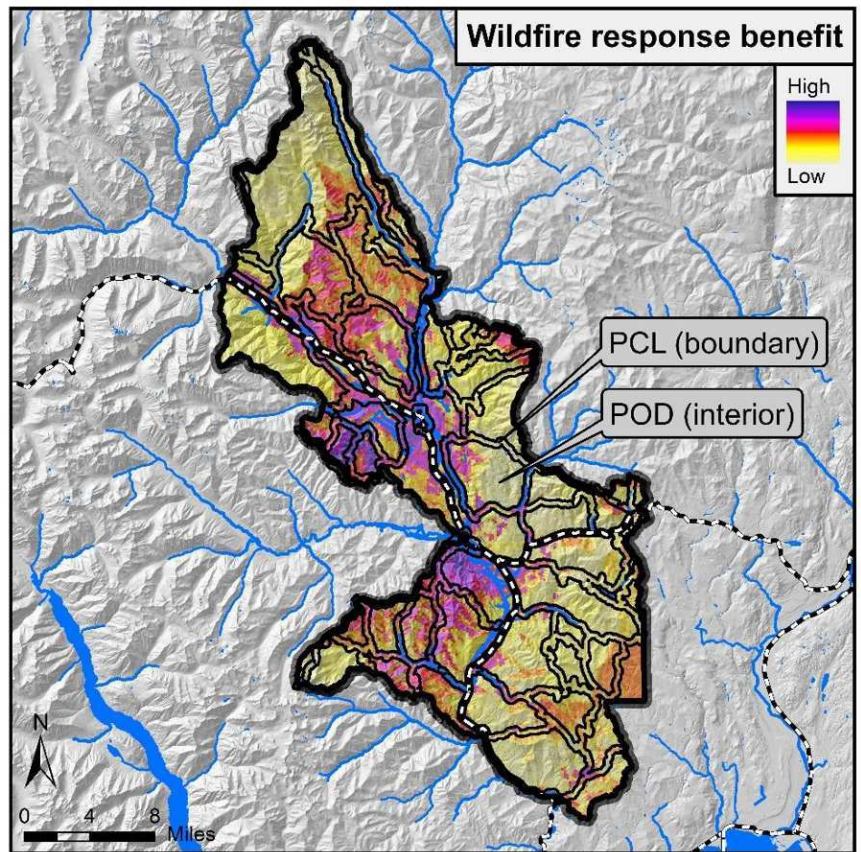 Wildfire response benefit
High
Low
PCL (boundary)
POD (interior)
N
0 4 8
Miles